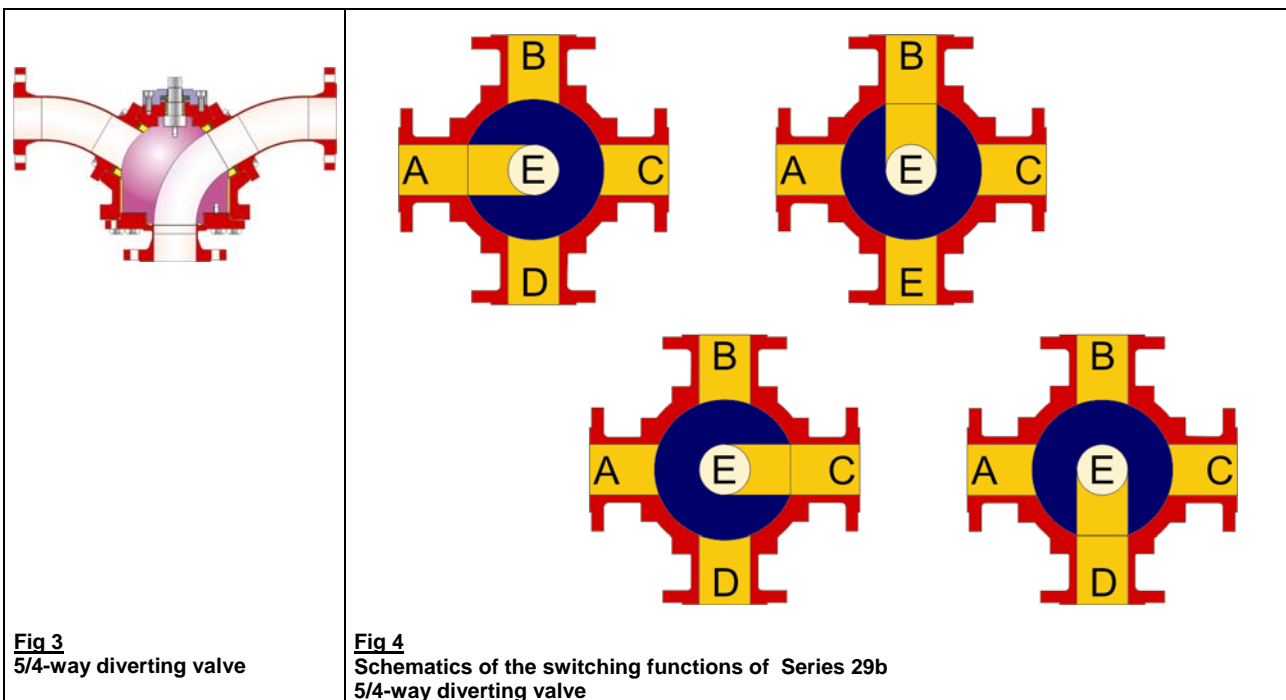 B
A E C
D
B
A E C
E
B
A E C
D
B
A E C
D
Fig 3
5/4-way diverting valve
Fig 4
Schematics of the switching functions of Series 29b
5/4-way diverting valve